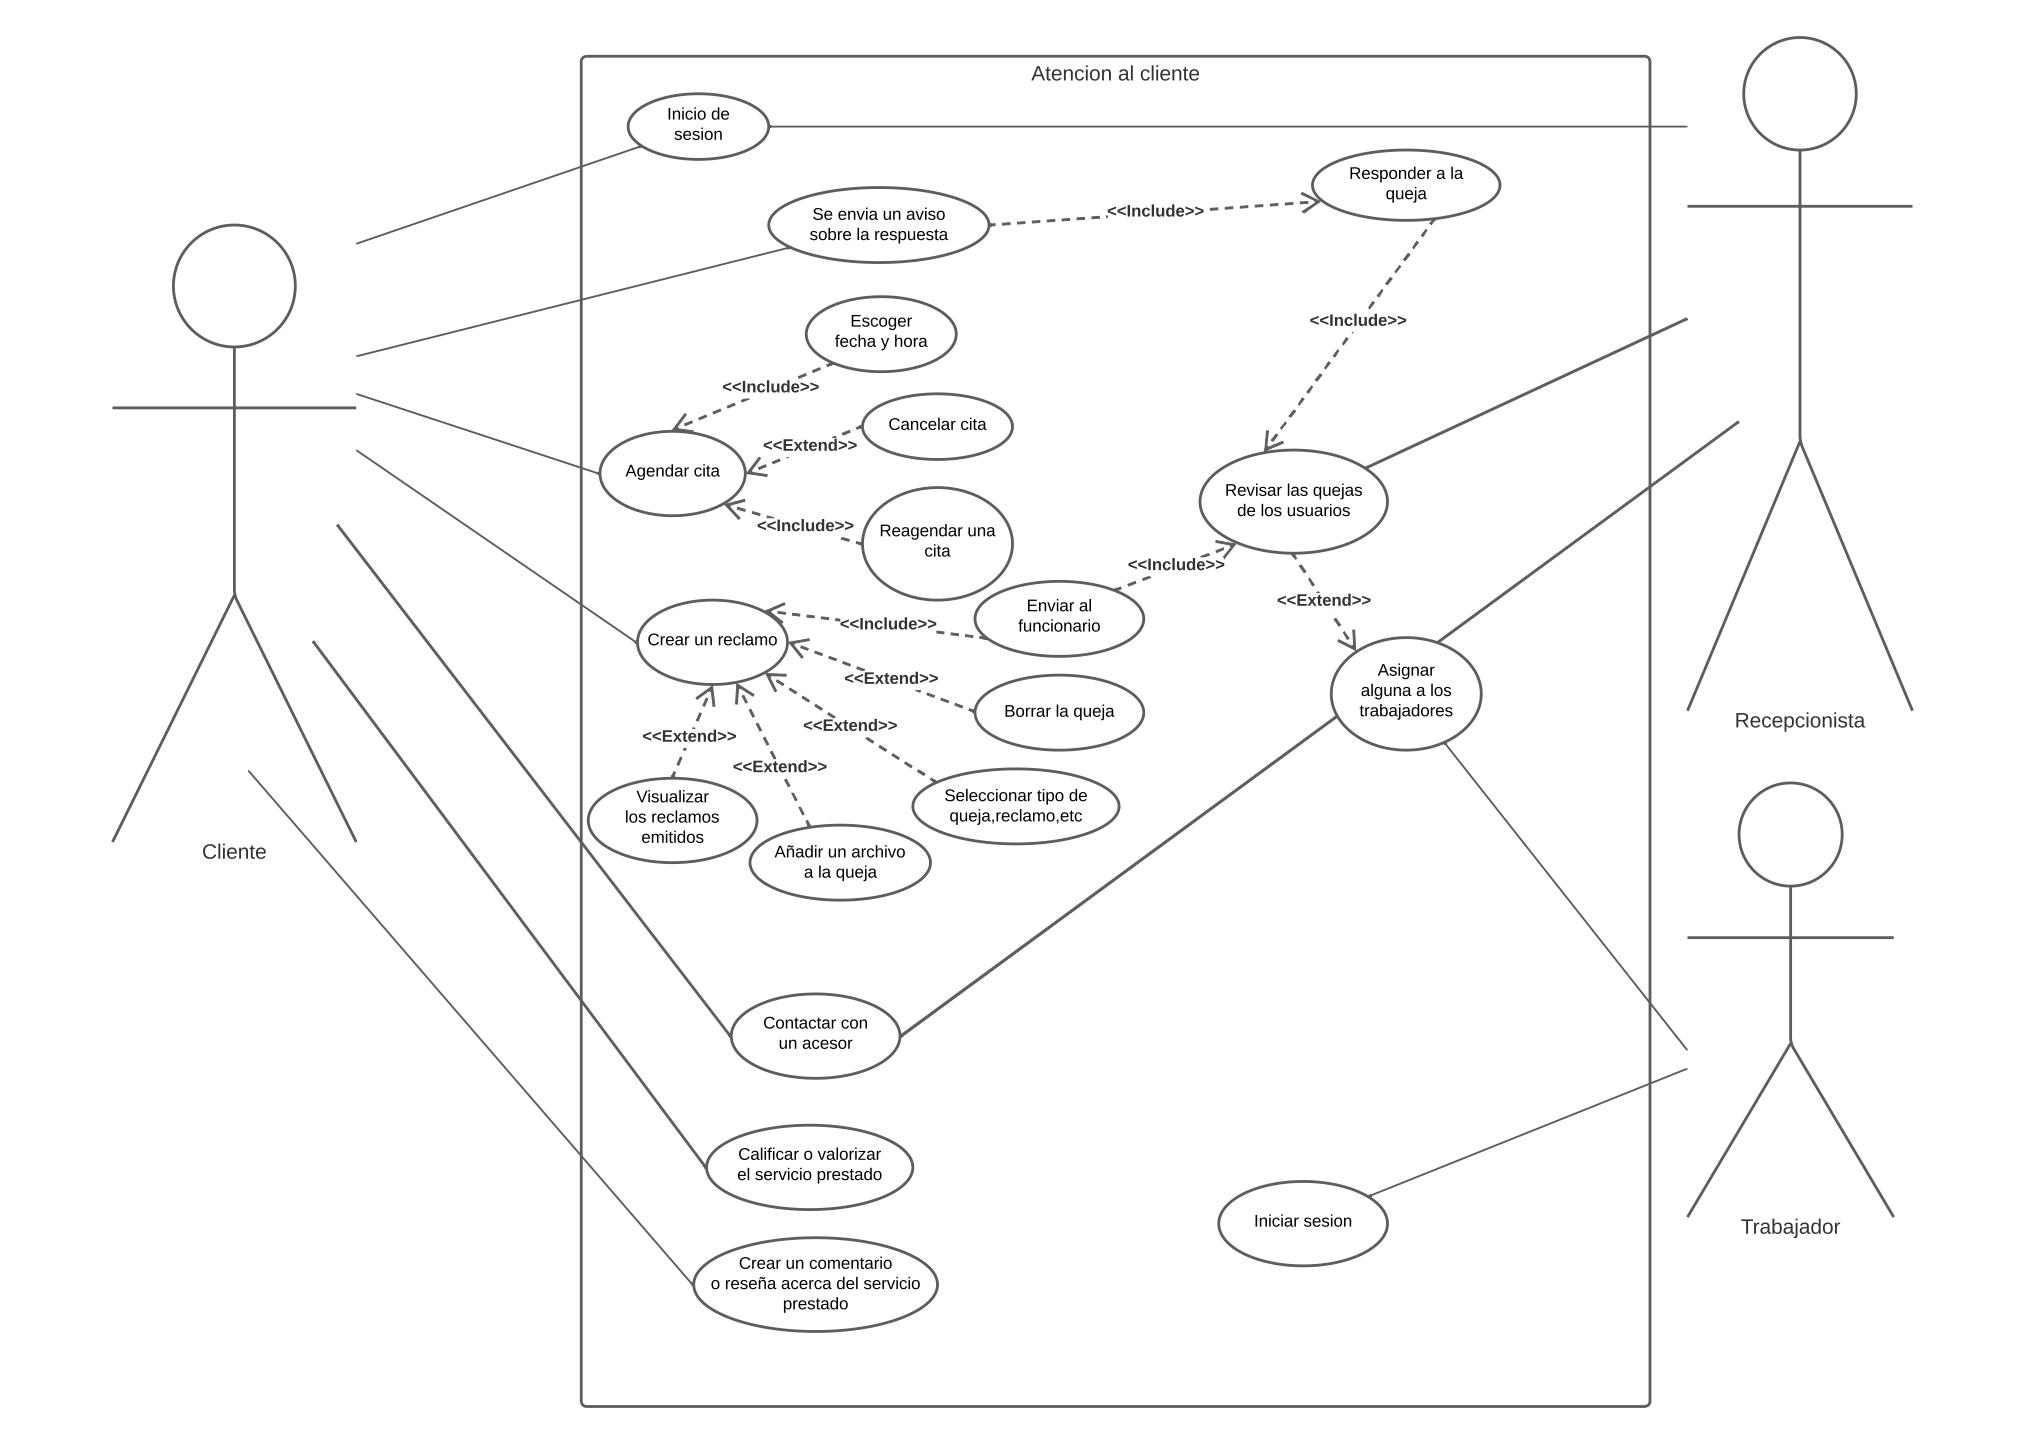 Atencion al cliente
Inicio de
sesion
Responder a la
queja
Se envia un aviso
sobre la respuesta
<<Include>>
Escoger
fecha y hora
<<Include>>
<<Include>>
Cancelar cita
<<Extend>>
Agendar cita
Revisar las quejas
de los usuarios
<<Include>>
Reagendar una
cita
<<Include>>
<<Extend>>
Enviar al
funcionario
<<Include>>
Crear un reclamo
<<Extend>>
Borrar la queja
Asignar
alguna a los
trabajadores
Recepcionista
<<Extend>>
<<Extend>>
<<Extend>>
Visualizar
los reclamos
emitidos
Seleccionar tipo de
queja,reclamo,etc
Añadir un archivo
a la queja
Cliente
Contactar con
un acesor
Calificar o valorizar
el servicio prestado
Iniciar sesion
Trabajador
Crear un comentario
o reseña acerca del servicio
prestado